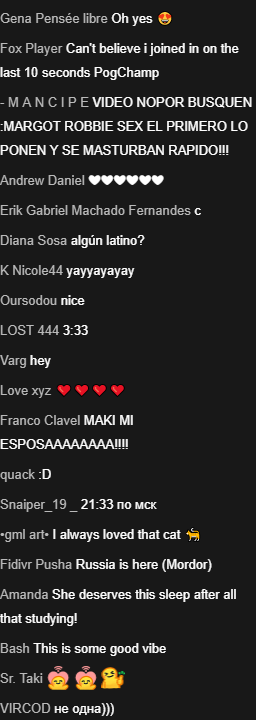 Gena Pensée libre Oh yes 😍
Fox Player Can't believe i joined in on the
last 10 seconds PogChamp
- M A N C I P E VIDEO NOPOR BUSQUEN
:MARGOT ROBBIE SEX EL PRIMERO LO
PONEN Y SE MASTURBAN RAPIDO!!!
Andrew Daniel 🤍🤍🤍🤍🤍🤍
Erik Gabriel Machado Fernandes c
Diana Sosa algún latino?
K Nicole44 yayyayayay
Oursodou nice
LOST 444 3:33
Varg hey
Love xyz ❤️❤️❤️❤️
Franco Clavel MAKI MI
ESPOSAAAAAAAA!!!!
quack :D
Snaiper_19 _ 21:33 по мск
•gml art• I always loved that cat 🐈
Fidivr Pusha Russia is here (Mordor)
Amanda She deserves this sleep after all
that studying!
Bash This is some good vibe
Sr. Taki
VIRCOD не одна)))